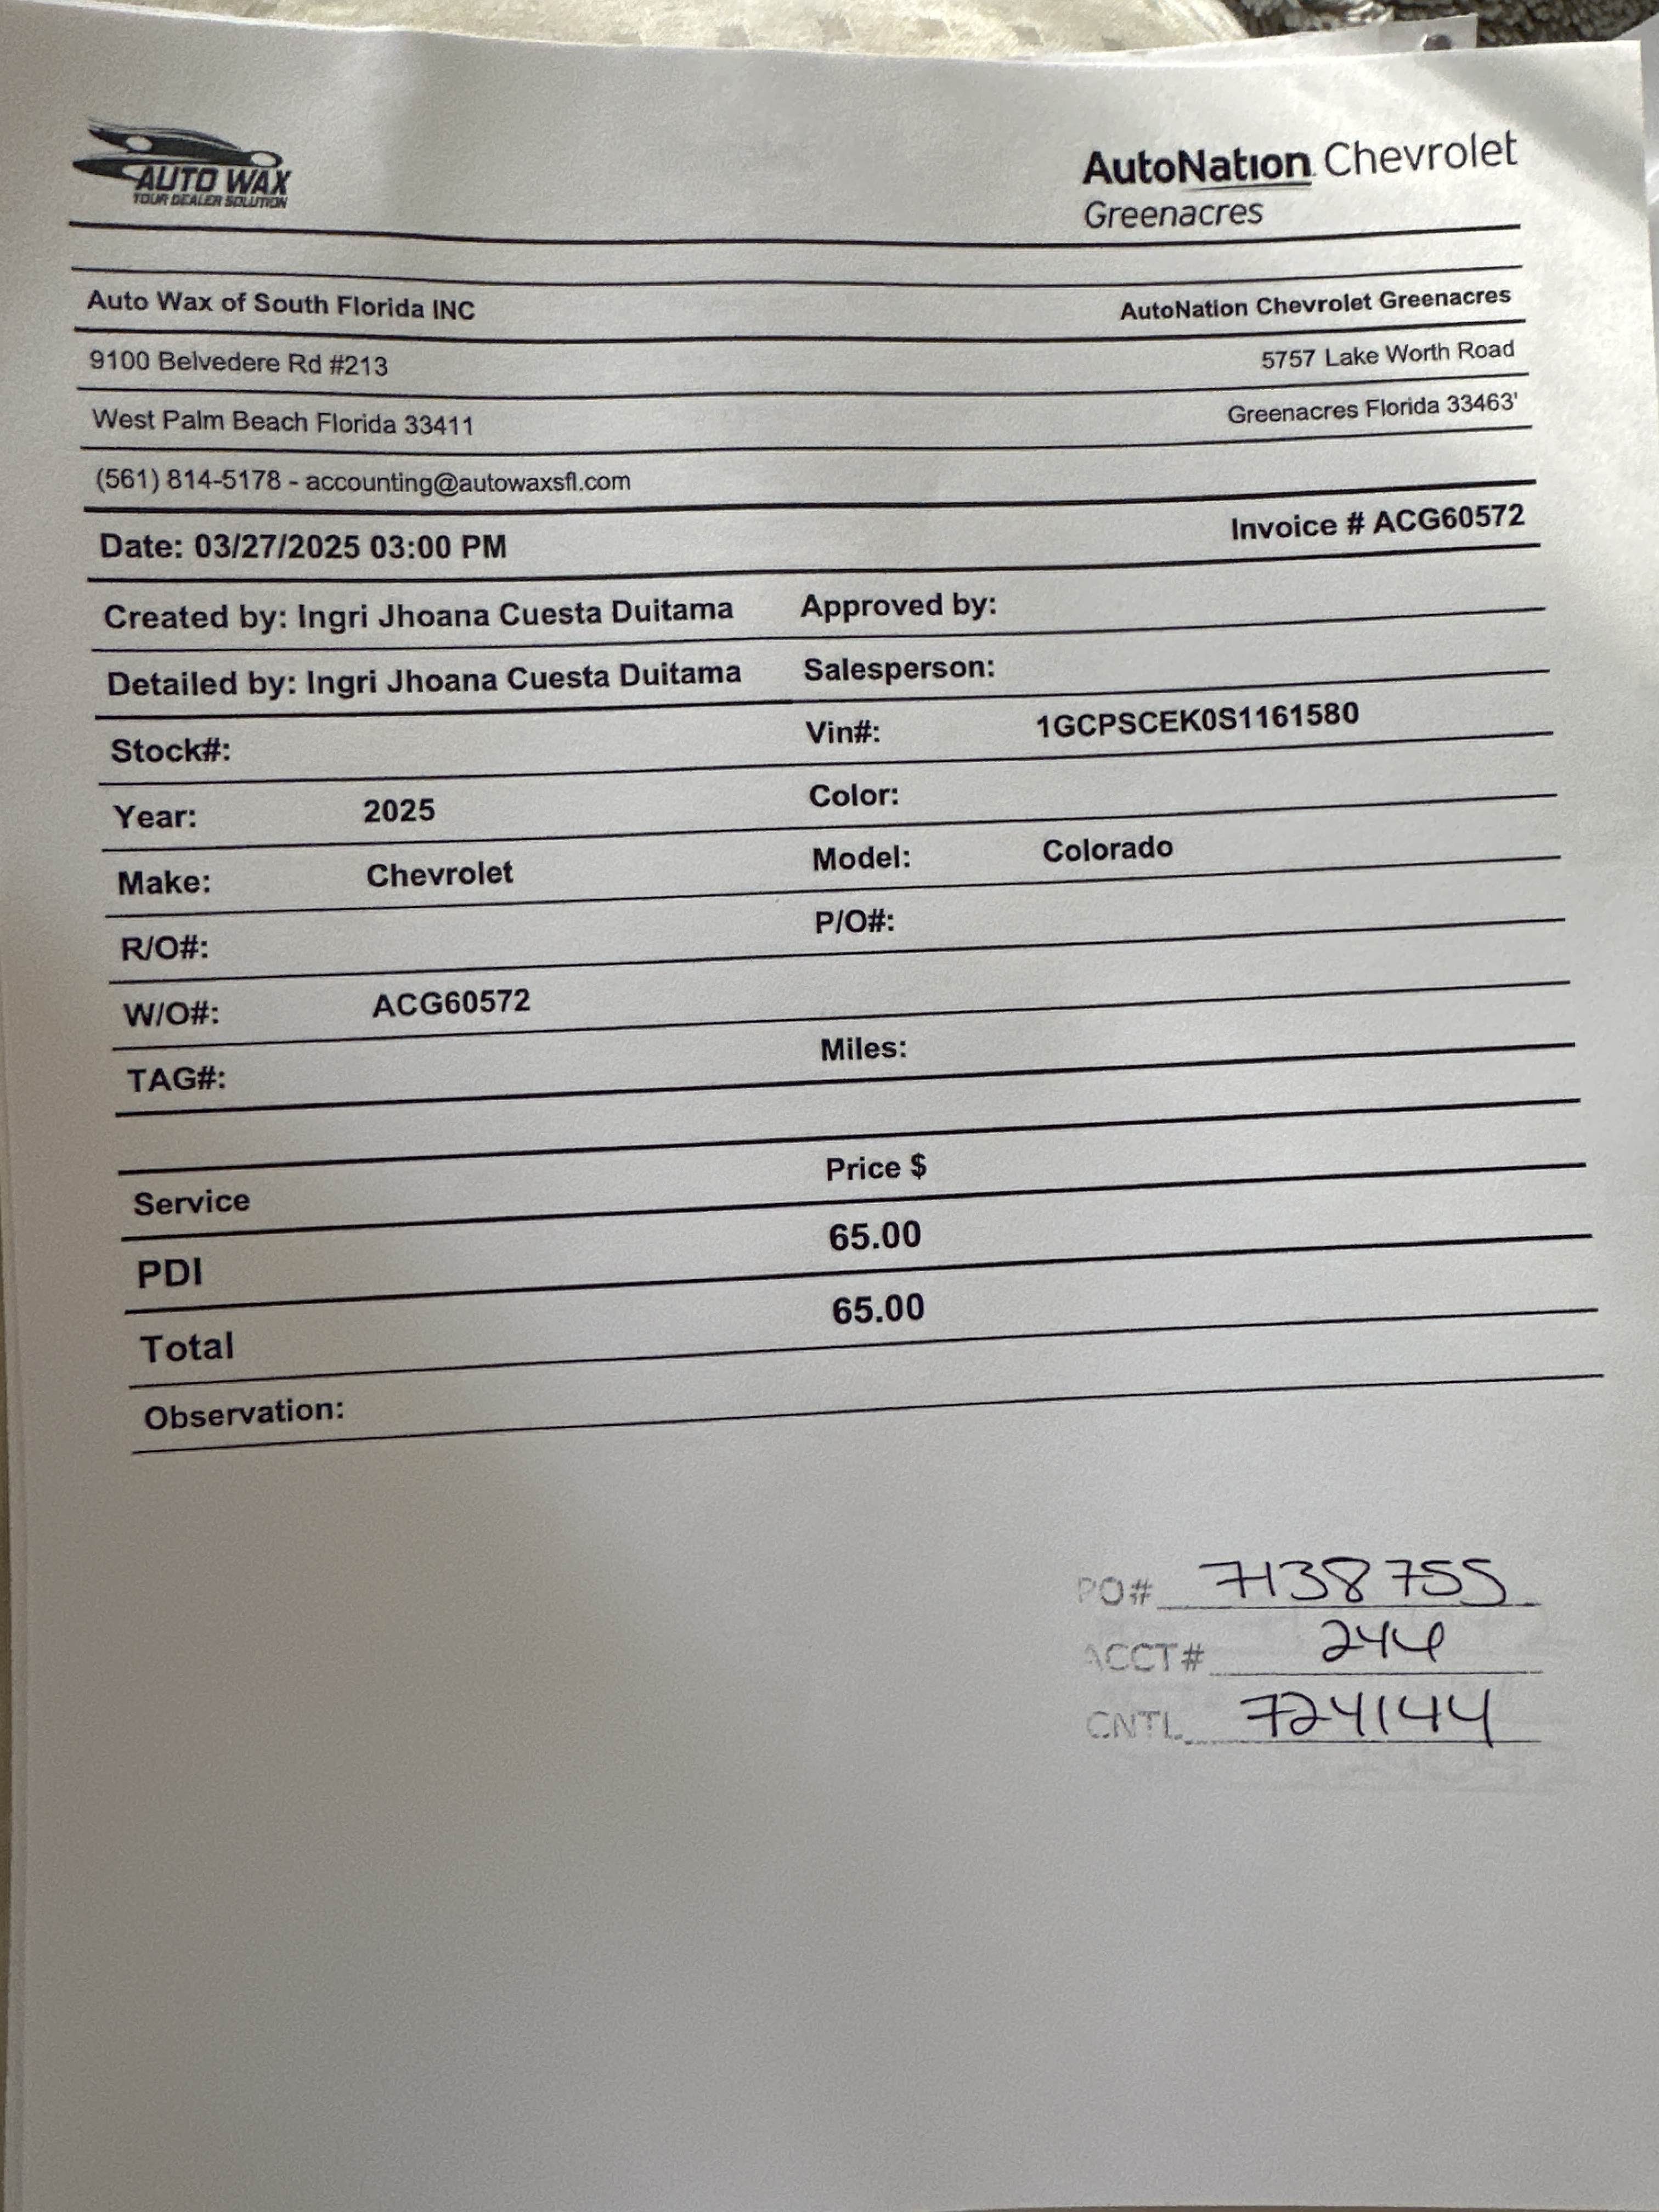 AUTO WAX
YOUR DEALER SOLUTION
AutoNation Chevrolet
Greenacres
Auto Wax of South Florida INC AutoNation Chevrolet Greenacres
9100 Belvedere Rd #213 5757 Lake Worth Road
West Palm Beach Florida 33411 Greenacres Florida 33463'
(561) 814-5178 - accounting@autowaxsfl.com
Date: 03/27/2025 03:00 PM Invoice # ACG60572
Created by: Ingri Jhoana Cuesta Duitama Approved by:
Detailed by: Ingri Jhoana Cuesta Duitama Salesperson:
Stock#: Vin#: 1GCPSCEK0S1161580
Year: 2025 Color:
Make: Chevrolet Model: Colorado
R/O#: P/O#:
W/O#: ACG60572
TAG#: Miles:
Service Price $
PDI 65.00
Total 65.00
Observation:
PO# 7138755
ACCT# 244
CNTL 724144